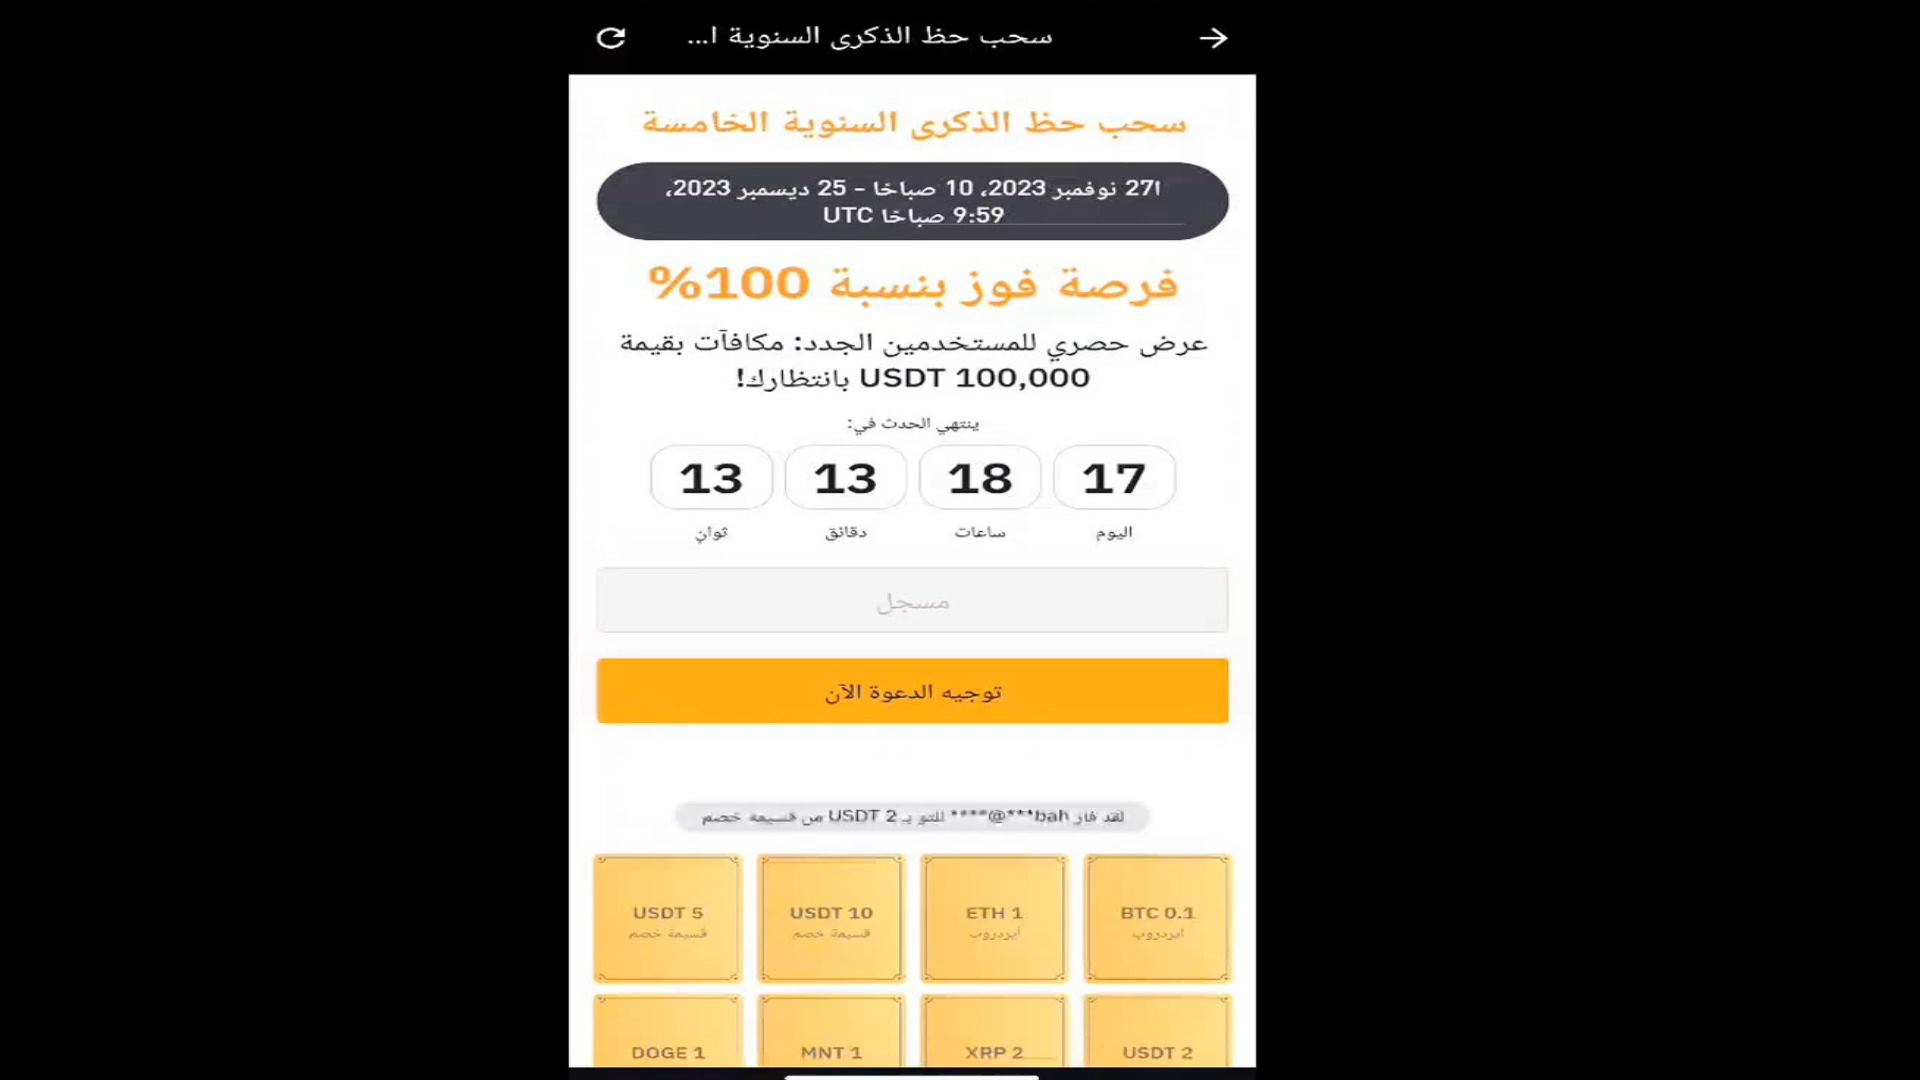 سحب حظ الذكرى السنوية ا...
سحب حظ الذكرى السنوية الخامسة
ا27 نوفمبر 2023، 10 صباحًا – 25 ديسمبر 2023،
9:59 صباحًا UTC
فرصة فوز بنسبة 100%
عرض حصري للمستخدمين الجدد: مكافآت بقيمة
100,000 USDT بانتظارك!
ينتهي الحدث في:
17 18 13 13
اليوم ساعات دقائق ثوانٍ
مسجل
توجيه الدعوة الآن
لقد فاز bah***@**** للتو بـ 2 USDT من قسيمة خصم
BTC 0.1 ETH 1 USDT 10 USDT 5
ايردروب ايردروب قسيمة خصم قسيمة خصم
USDT 2 XRP 2 MNT 1 DOGE 1